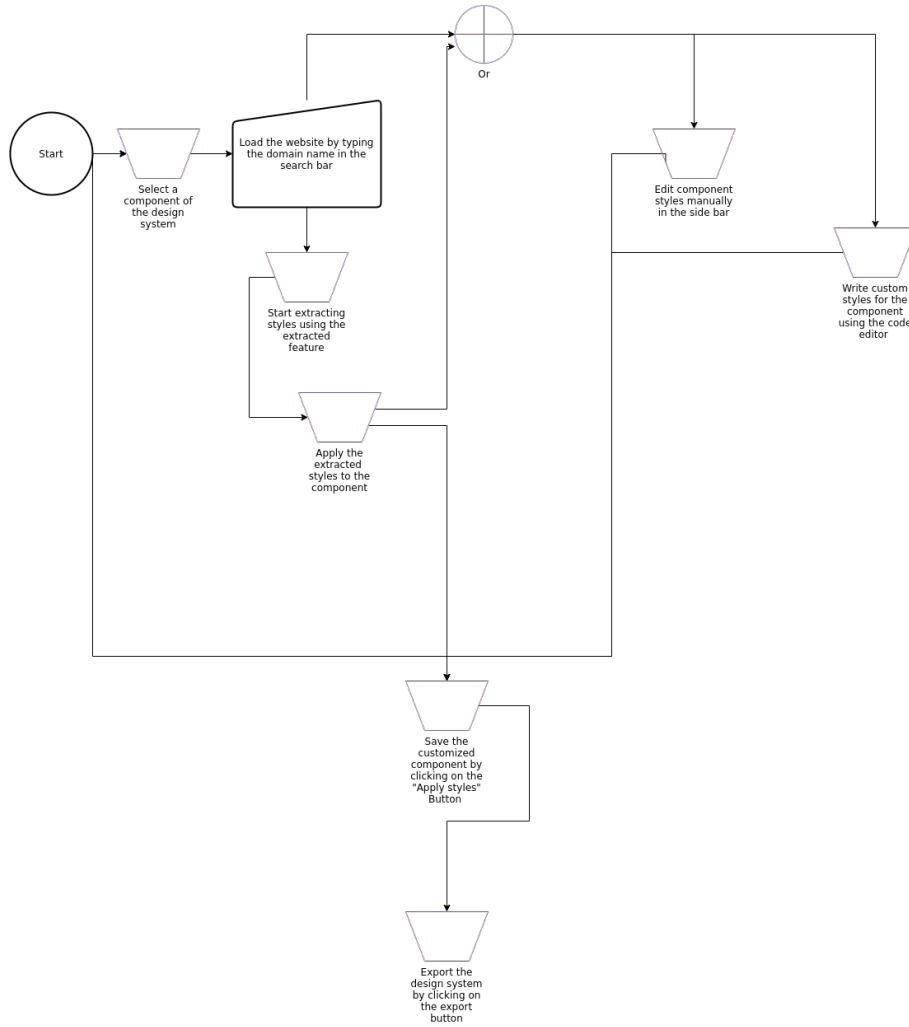 Or
Start
Load the website by typing
the domain name in the
search bar
Select a
component of
the design
system
Edit component
styles manually
in the side bar
Write custom
styles for the
component
using the code
editor
Start extracting
styles using the
extracted
feature
Apply the
extracted
styles to the
component
Save the
customized
component by
clicking on the
"Apply styles"
Button
Export the
design system
by clicking on
the export
button